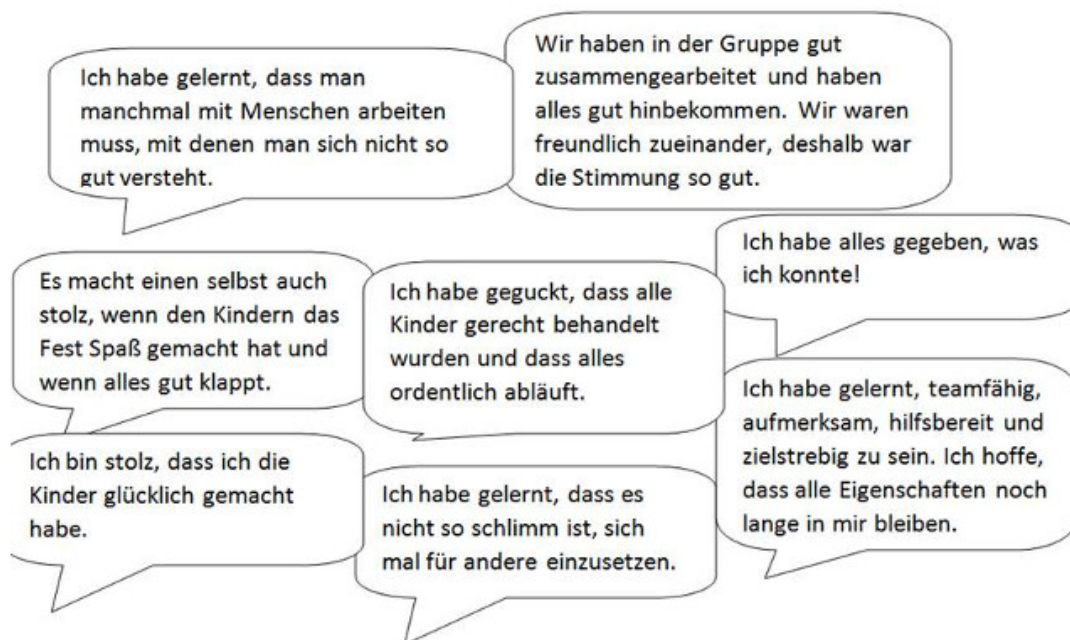 Ich habe gelernt, dass man
manchmal mit Menschen arbeiten
muss, mit denen man sich nicht so
gut versteht.
Wir haben in der Gruppe gut
zusammengearbeitet und haben
alles gut hinbekommen. Wir waren
freundlich zueinander, deshalb war
die Stimmung so gut.
Es macht einen selbst auch
stolz, wenn den Kindern das
Fest Spaß gemacht hat und
wenn alles gut klappt.
Ich habe geguckt, dass alle
Kinder gerecht behandelt
wurden und dass alles
ordentlich abläuft.
Ich habe alles gegeben, was
ich konnte!
Ich bin stolz, dass ich die
Kinder glücklich gemacht
habe.
Ich habe gelernt, dass es
nicht so schlimm ist, sich
mal für andere einzusetzen.
Ich habe gelernt, teamfähig,
aufmerksam, hilfsbereit und
zielstrebig zu sein. Ich hoffe,
dass alle Eigenschaften noch
lange in mir bleiben.